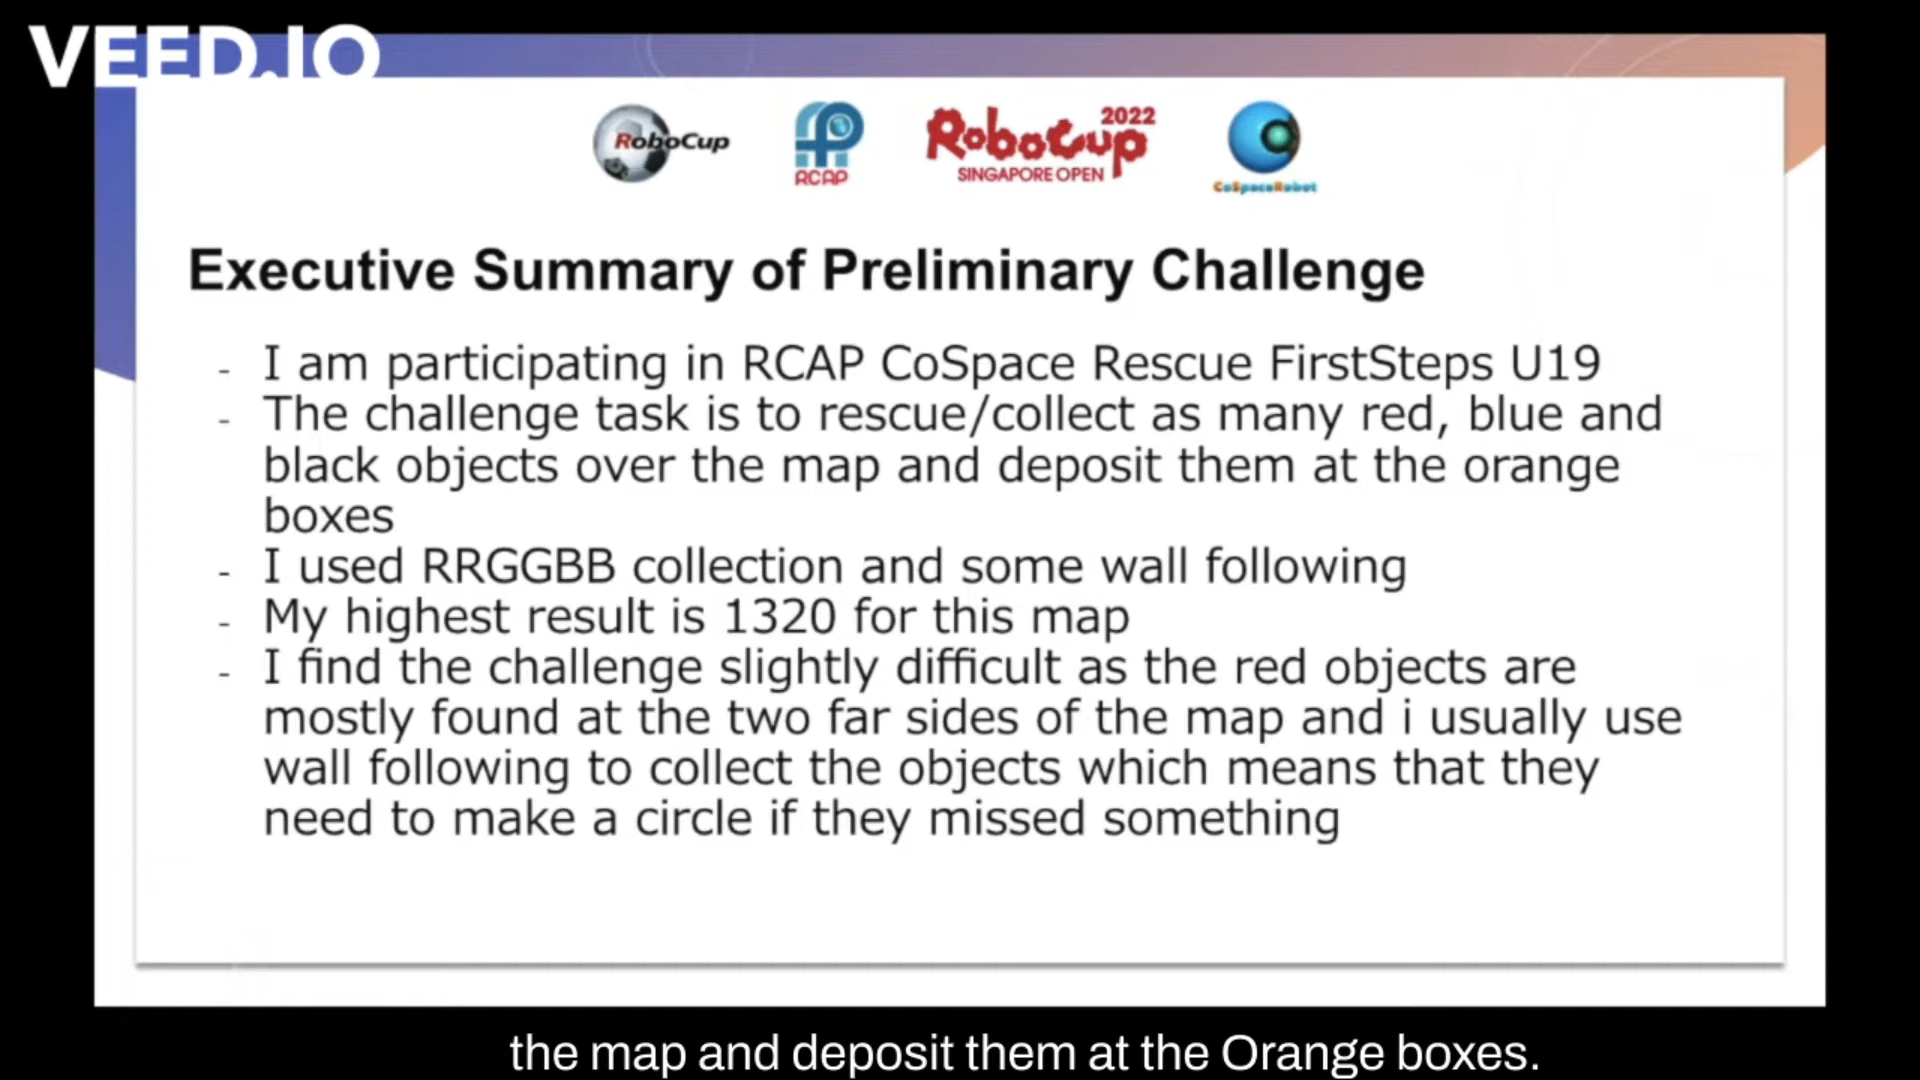 VEED.IO
RoboCup
RCAP
RoboCup 2022
SINGAPORE OPEN
CoSpaceRobot
Executive Summary of Preliminary Challenge
- I am participating in RCAP CoSpace Rescue FirstSteps U19
- The challenge task is to rescue/collect as many red, blue and
black objects over the map and deposit them at the orange
boxes
- I used RRGGBB collection and some wall following
- My highest result is 1320 for this map
- I find the challenge slightly difficult as the red objects are
mostly found at the two far sides of the map and i usually use
wall following to collect the objects which means that they
need to make a circle if they missed something
the map and deposit them at the Orange boxes.